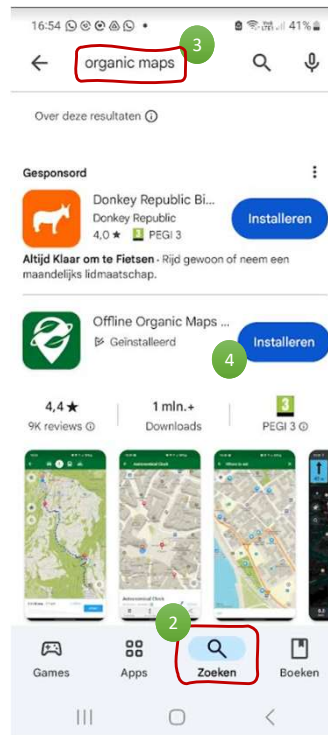 16:54 41%
3
organic maps
Over deze resultaten
Gesponsord
Donkey Republic Bi...
Donkey Republic
4,0 ★ 3 PEGI 3
Installeren
Altijd Klaar om te Fietsen - Rijd gewoon of neem een
maandelijks lidmaatschap.
Offline Organic Maps ...
Geïnstalleerd
Installeren
4
4,4 ★ 1 mln.+ 3
9K reviews Downloads PEGI 3
2
Games Apps Zoeken Boeken